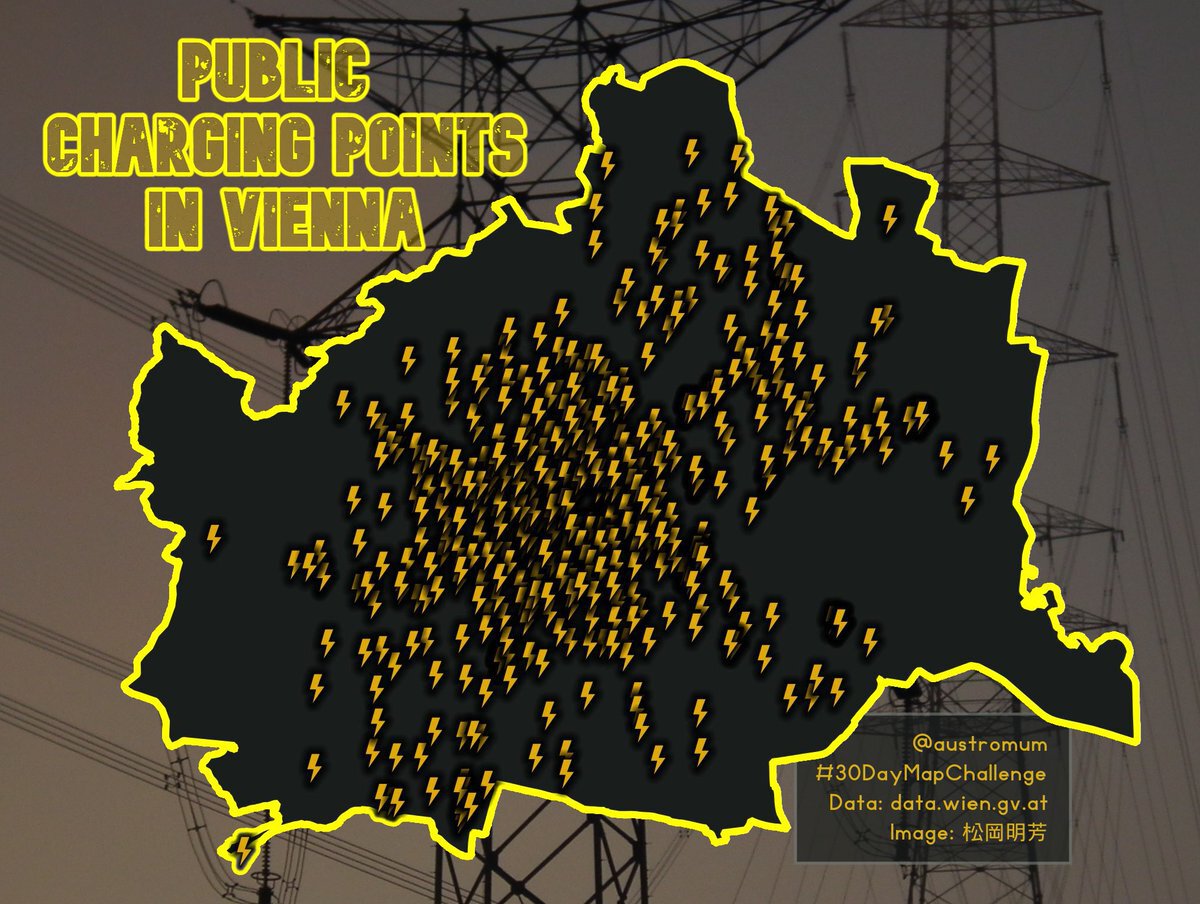 PUBLIC
CHARGING POINTS
IN VIENNA
@austromum
#30DayMapChallenge
Data: data.wien.gv.at
Image: 松岡明芳